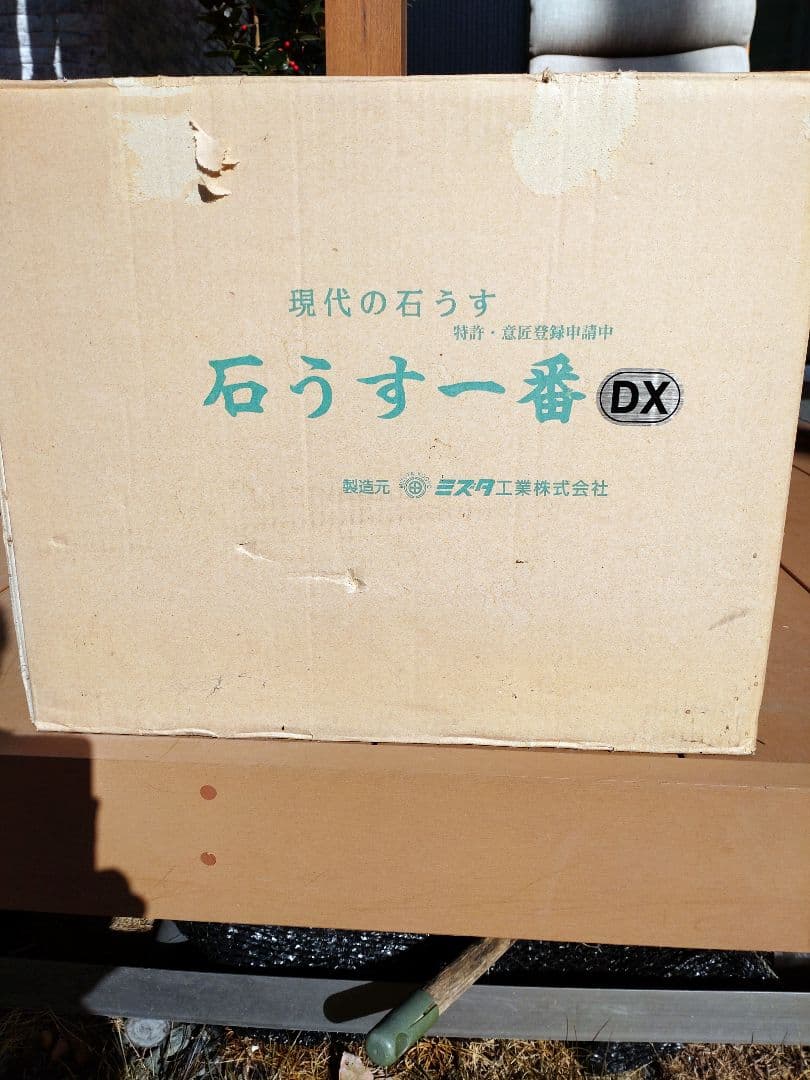 現代の石うす
特許・意匠登録申請中
石うす一番 DX
製造元 ミズタ工業株式会社